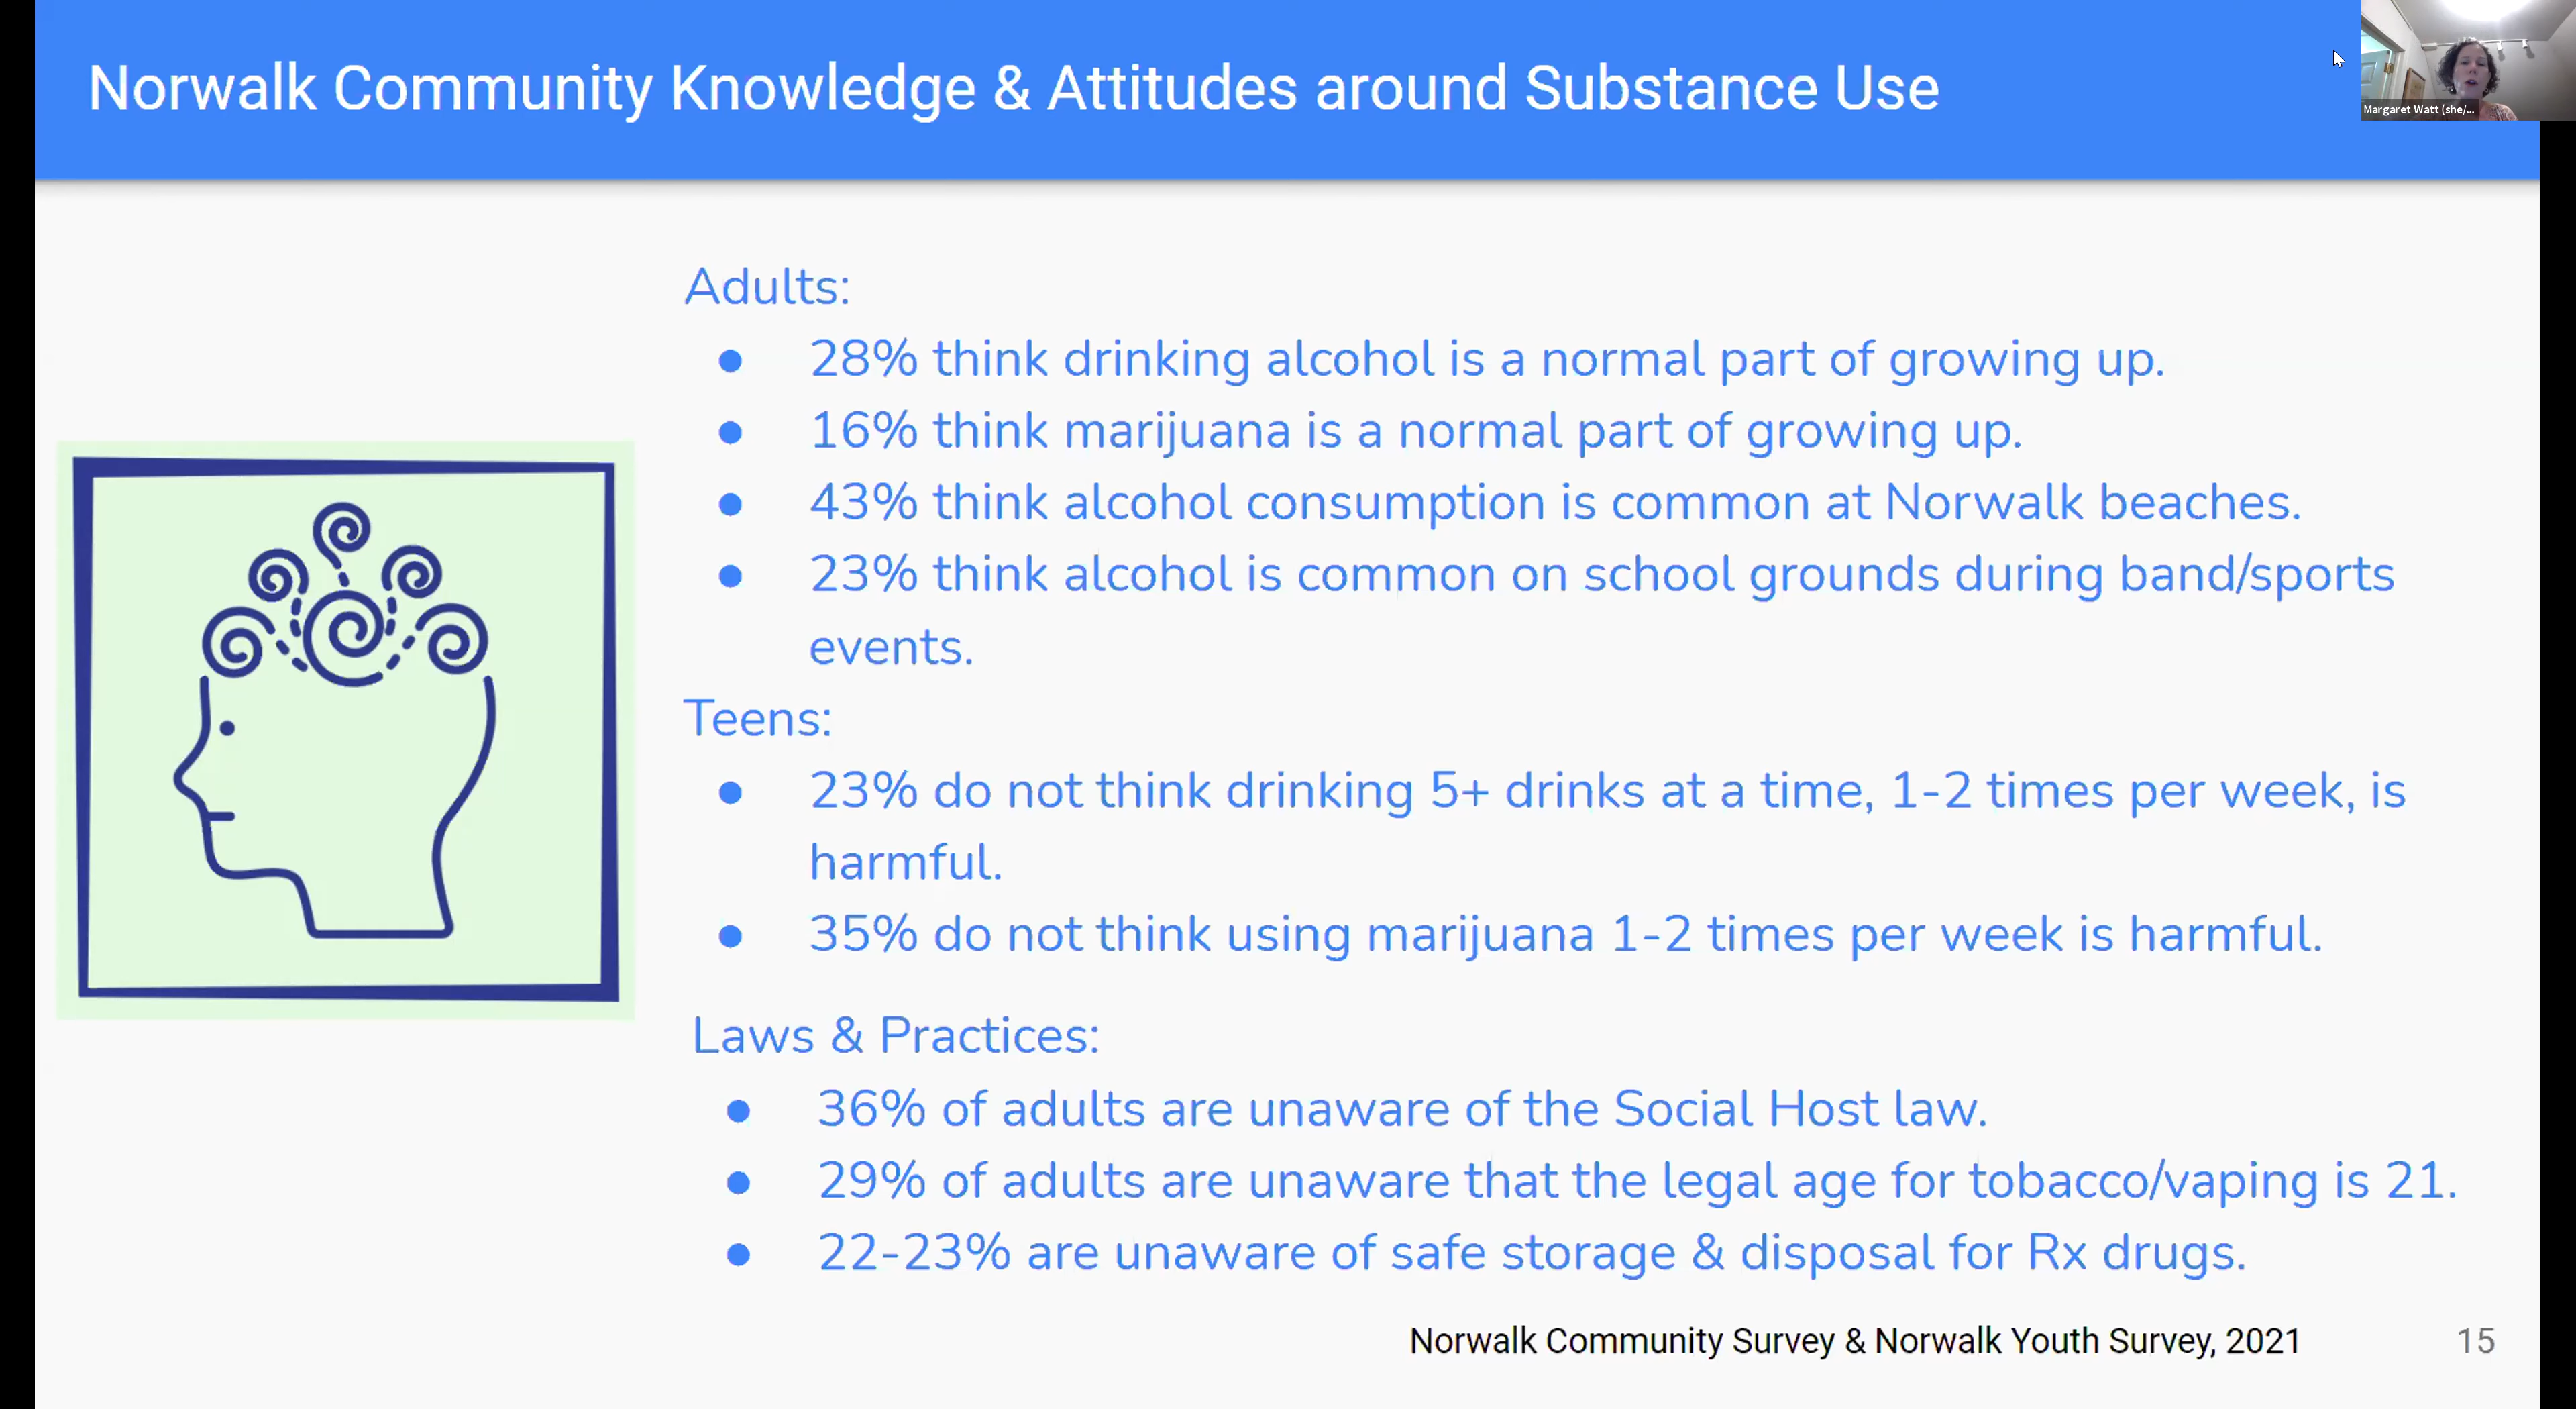 Norwalk Community Knowledge & Attitudes around Substance Use
Margaret Watt (she/...
Adults:
● 28% think drinking alcohol is a normal part of growing up.
● 16% think marijuana is a normal part of growing up.
● 43% think alcohol consumption is common at Norwalk beaches.
● 23% think alcohol is common on school grounds during band/sports
events.
Teens:
● 23% do not think drinking 5+ drinks at a time, 1-2 times per week, is
harmful.
● 35% do not think using marijuana 1-2 times per week is harmful.
Laws & Practices:
● 36% of adults are unaware of the Social Host law.
● 29% of adults are unaware that the legal age for tobacco/vaping is 21.
● 22-23% are unaware of safe storage & disposal for Rx drugs.
Norwalk Community Survey & Norwalk Youth Survey, 2021
15